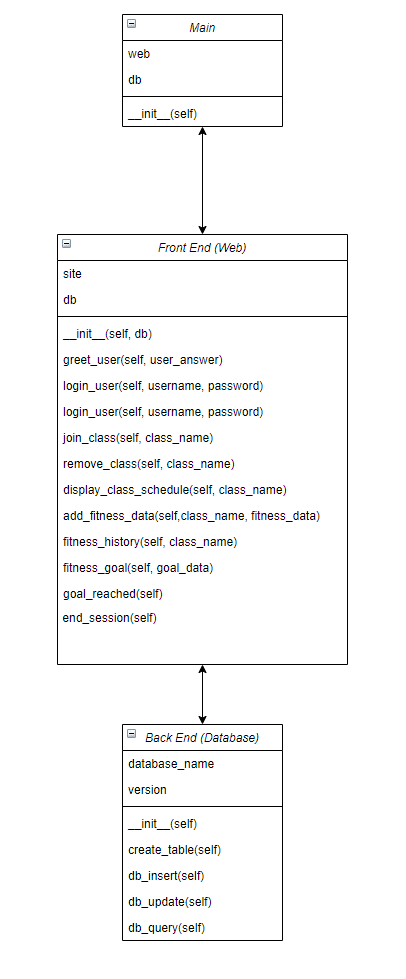 Main
web
db
__init__(self)
Front End (Web)
site
db
__init__(self, db)
greet_user(self, user_answer)
login_user(self, username, password)
login_user(self, username, password)
join_class(self, class_name)
remove_class(self, class_name)
display_class_schedule(self, class_name)
add_fitness_data(self,class_name, fitness_data)
fitness_history(self, class_name)
fitness_goal(self, goal_data)
goal_reached(self)
end_session(self)
Back End (Database)
database_name
version
__init__(self)
create_table(self)
db_insert(self)
db_update(self)
db_query(self)